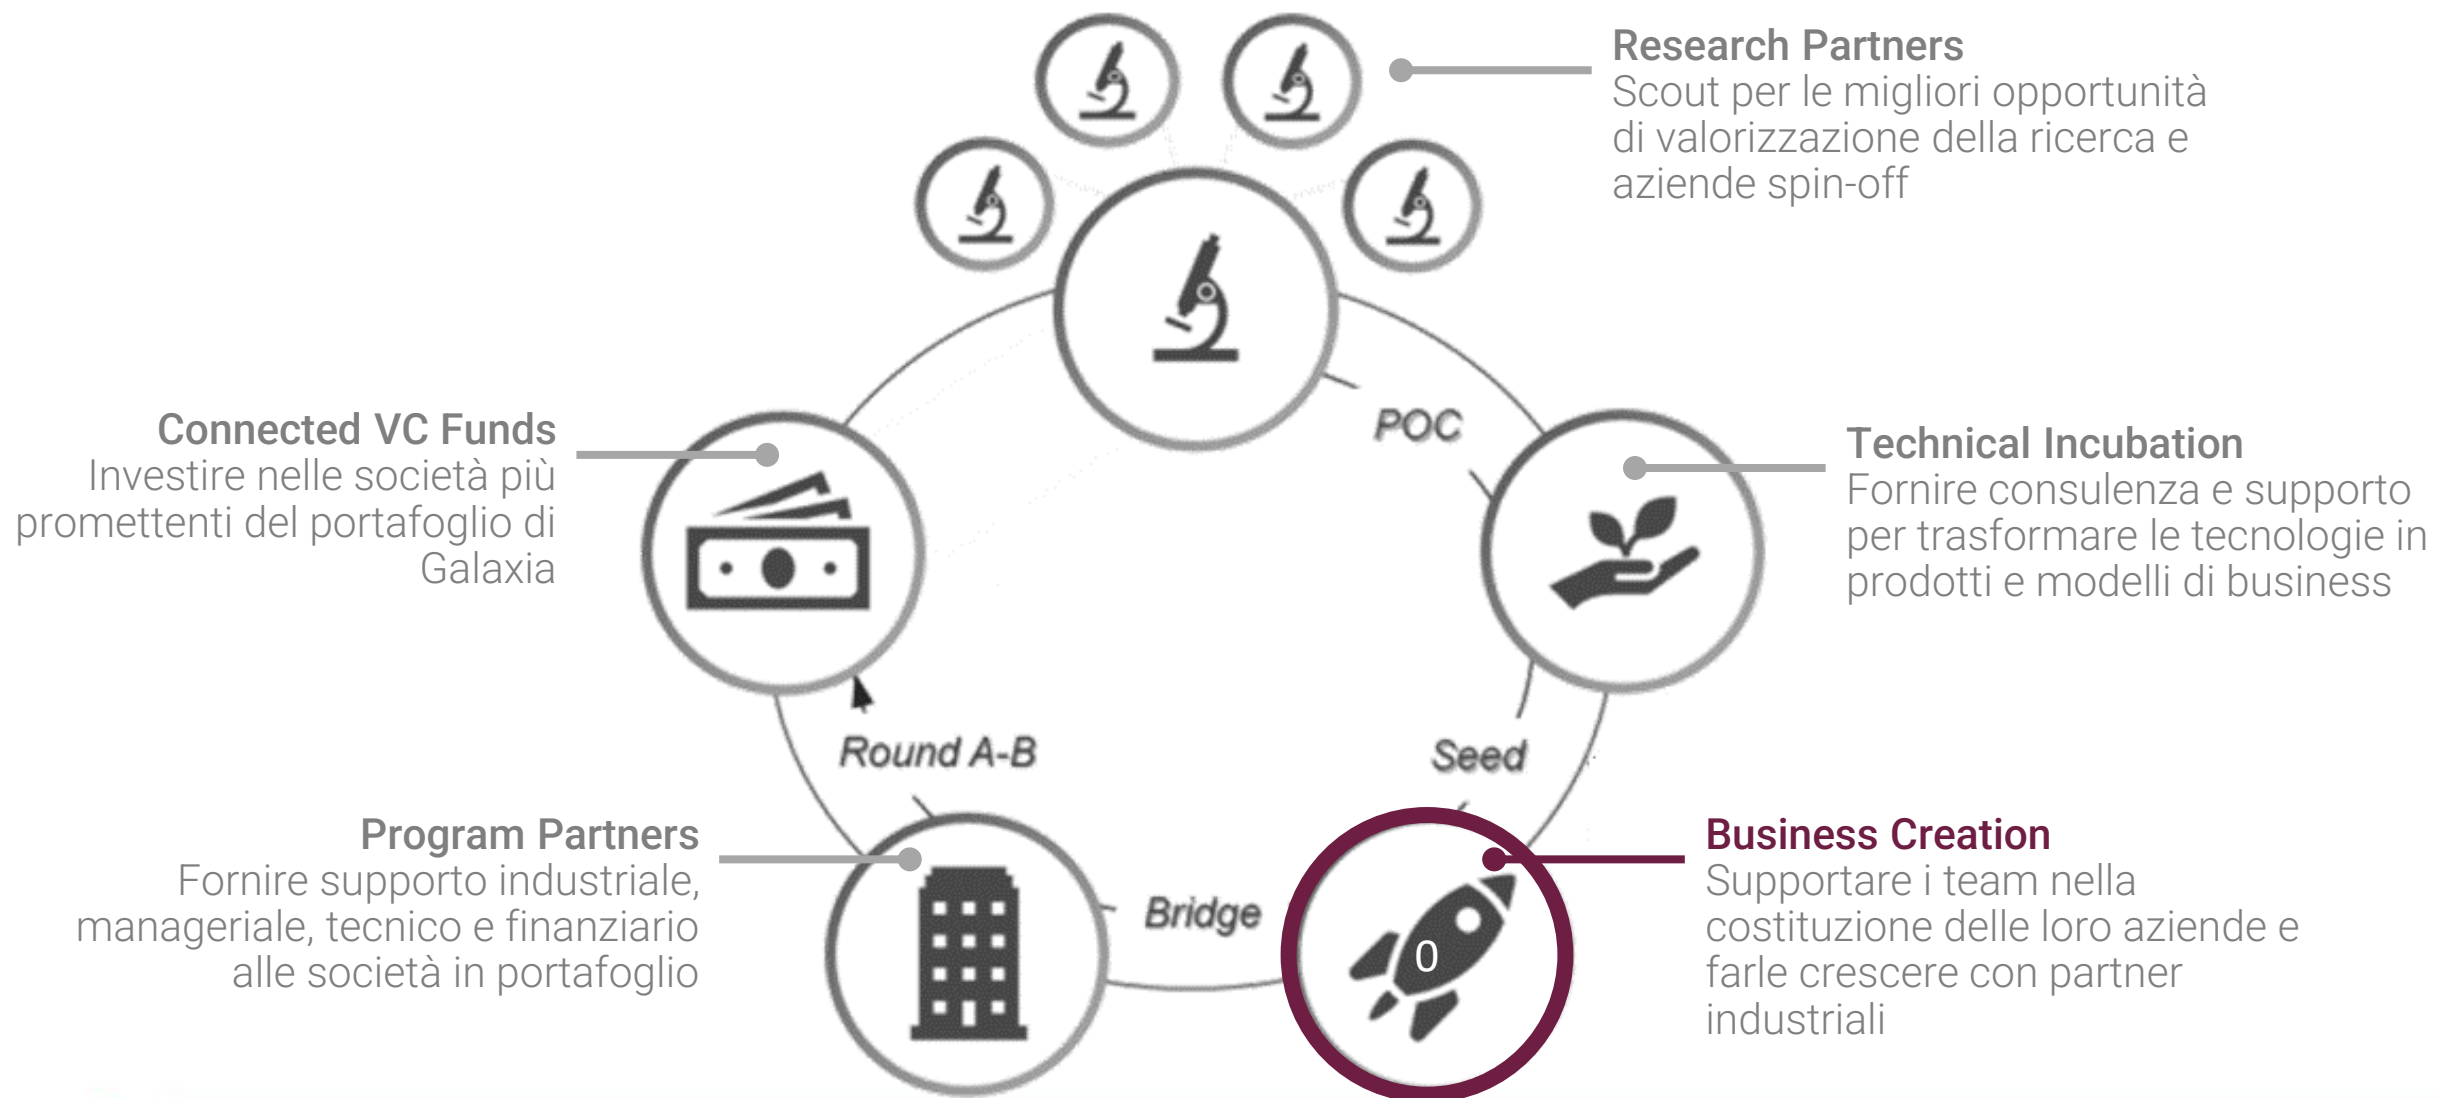 Research Partners
Scout per le migliori opportunità
di valorizzazione della ricerca e
aziende spin-off
POC
Connected VC Funds
Investire nelle società più
promettenti del portafoglio di
Galaxia
Technical Incubation
Fornire consulenza e supporto
per trasformare le tecnologie in
prodotti e modelli di business
Round A-B
Seed
Program Partners
Fornire supporto industriale,
manageriale, tecnico e finanziario
alle società in portafoglio
Bridge
0
Business Creation
Supportare i team nella
costituzione delle loro aziende e
farle crescere con partner
industriali